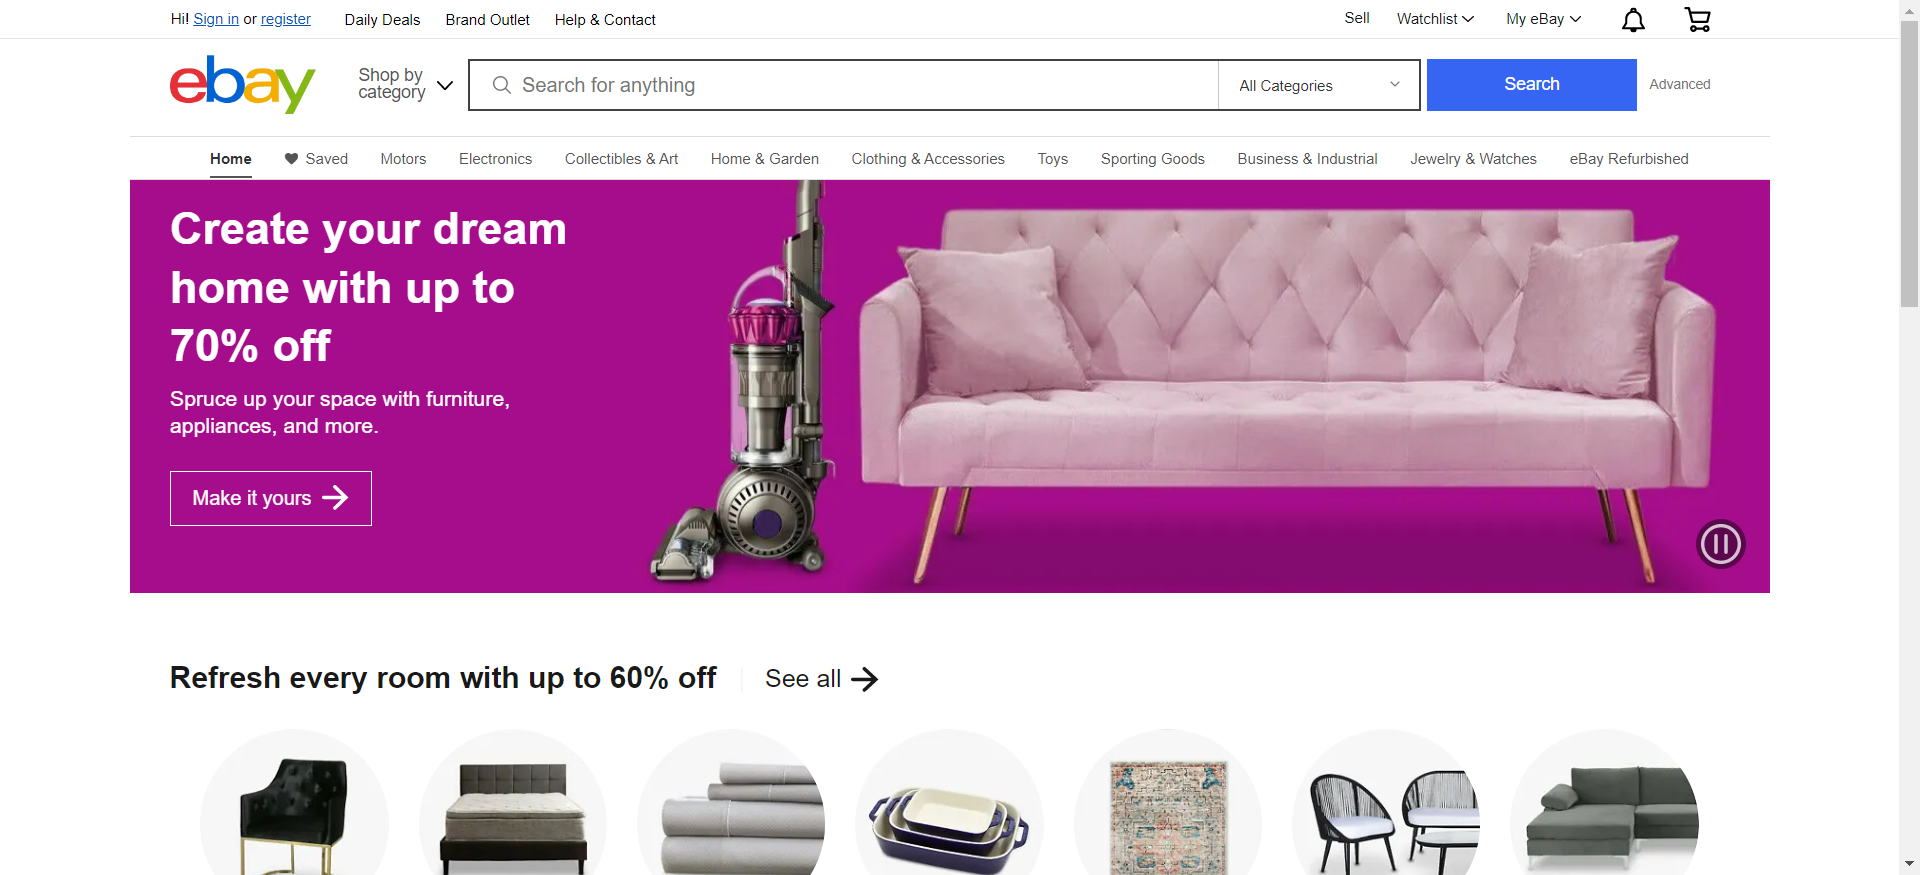 Hi! Sign in or register Daily Deals Brand Outlet Help & Contact Sell Watchlist My eBay
ebay
Shop by
category
Search for anything
All Categories
Search
Advanced
Home Saved Motors Electronics Collectibles & Art Home & Garden Clothing & Accessories Toys Sporting Goods Business & Industrial Jewelry & Watches eBay Refurbished
Create your dream
home with up to
70% off
Spruce up your space with furniture,
appliances, and more.
Make it yours
Refresh every room with up to 60% off See all